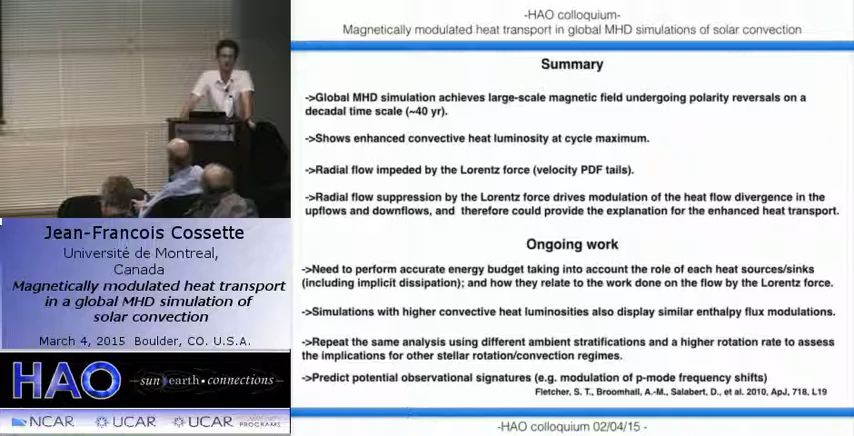 -HAO colloquium-
Magnetically modulated heat transport in global MHD simulations of solar convection
Summary
->Global MHD simulation achieves large-scale magnetic field undergoing polarity reversals on a
decadal time scale (~40 yr).
->Shows enhanced convective heat luminosity at cycle maximum.
->Radial flow impeded by the Lorentz force (velocity PDF tails).
->Radial flow suppression by the Lorentz force drives modulation of the heat flow divergence in the
upflows and downflows, and therefore could provide the explanation for the enhanced heat transport.
Ongoing work
->Need to perform accurate energy budget taking into account the role of each heat sources/sinks
(including implicit dissipation); and how they relate to the work done on the flow by the Lorentz force.
->Simulations with higher convective heat luminosities also display similar enthalpy flux modulations.
->Repeat the same analysis using different ambient stratifications and a higher rotation rate to assess
the implications for other stellar rotation/convection regimes.
->Predict potential observational signatures (e.g. modulation of p-mode frequency shifts)
Fletcher, S. T., Broomhall, A.-M., Salabert, D., et al. 2010, ApJ, 718, L19
-HAO colloquium 02/04/15 -
Jean-Francois Cossette
Université de Montreal,
Canada
Magnetically modulated heat transport
in a global MHD simulation of
solar convection
March 4, 2015 Boulder, CO. U.S.A.
HAO -sun earth•connections-
NCAR UCAR UCAR COMMUNITY PROGRAMS